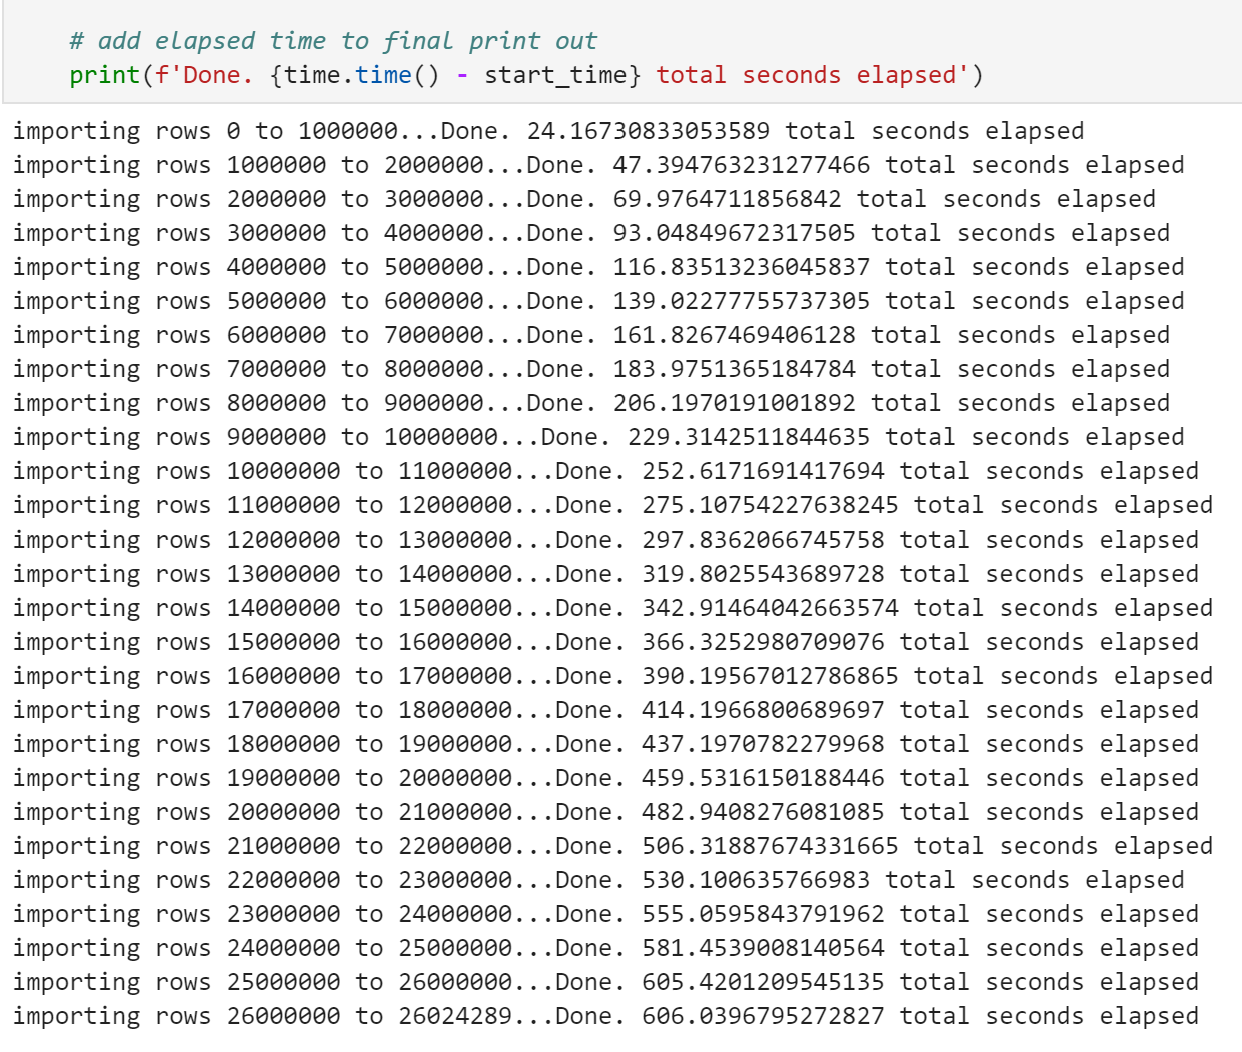 # add elapsed time to final print out
print(f'Done. {time.time() - start_time} total seconds elapsed')
importing rows 0 to 1000000...Done. 24.16730833053589 total seconds elapsed
importing rows 1000000 to 2000000...Done. 47.394763231277466 total seconds elapsed
importing rows 2000000 to 3000000...Done. 69.9764711856842 total seconds elapsed
importing rows 3000000 to 4000000...Done. 93.04849672317505 total seconds elapsed
importing rows 4000000 to 5000000...Done. 116.83513236045837 total seconds elapsed
importing rows 5000000 to 6000000...Done. 139.02277755737305 total seconds elapsed
importing rows 6000000 to 7000000...Done. 161.8267469406128 total seconds elapsed
importing rows 7000000 to 8000000...Done. 183.9751365184784 total seconds elapsed
importing rows 8000000 to 9000000...Done. 206.1970191001892 total seconds elapsed
importing rows 9000000 to 10000000...Done. 229.3142511844635 total seconds elapsed
importing rows 10000000 to 11000000...Done. 252.6171691417694 total seconds elapsed
importing rows 11000000 to 12000000...Done. 275.10754227638245 total seconds elapsed
importing rows 12000000 to 13000000...Done. 297.8362066745758 total seconds elapsed
importing rows 13000000 to 14000000...Done. 319.8025543689728 total seconds elapsed
importing rows 14000000 to 15000000...Done. 342.91464042663574 total seconds elapsed
importing rows 15000000 to 16000000...Done. 366.3252980709076 total seconds elapsed
importing rows 16000000 to 17000000...Done. 390.19567012786865 total seconds elapsed
importing rows 17000000 to 18000000...Done. 414.1966800689697 total seconds elapsed
importing rows 18000000 to 19000000...Done. 437.1970782279968 total seconds elapsed
importing rows 19000000 to 20000000...Done. 459.5316150188446 total seconds elapsed
importing rows 20000000 to 21000000...Done. 482.9408276081085 total seconds elapsed
importing rows 21000000 to 22000000...Done. 506.31887674331665 total seconds elapsed
importing rows 22000000 to 23000000...Done. 530.100635766983 total seconds elapsed
importing rows 23000000 to 24000000...Done. 555.0595843791962 total seconds elapsed
importing rows 24000000 to 25000000...Done. 581.4539008140564 total seconds elapsed
importing rows 25000000 to 26000000...Done. 605.4201209545135 total seconds elapsed
importing rows 26000000 to 26024289...Done. 606.0396795272827 total seconds elapsed